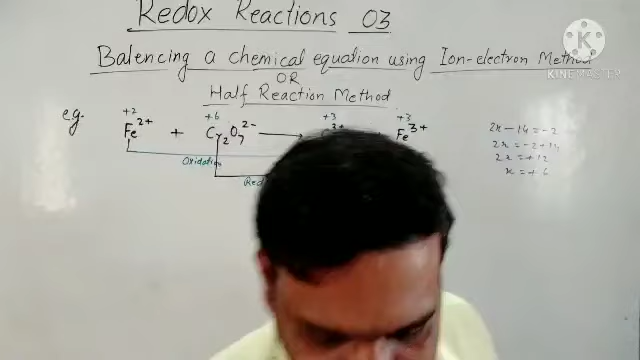 Redox Reactions 03
Balencing a chemical equation using Ion-electron Method
OR
Half Reaction Method
K
KINEMASTER
+2 +6 +3 +3
eg. Fe²⁺ + Cr₂O₇²⁻ → Fe³⁺
Oxidation
2x - 14 = -2
2x = -2 + 14
2x = +12
x = + 6